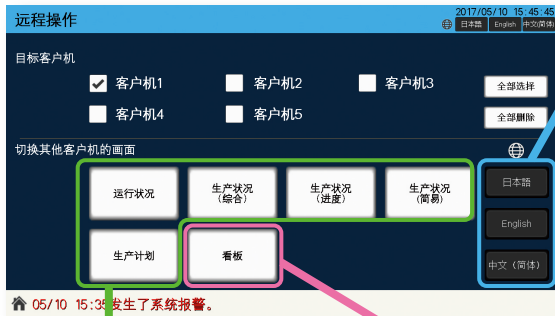 远程操作
2017/05/10 15:45:45
日本語 English 中文(简体)
目标客户机
客户机1 客户机2 客户机3
全部选择
客户机4 客户机5
全部删除
切换其他客户机的画面
运行状况 生产状况(综合) 生产状况(进度) 生产状况(简易)
日本語
English
生产计划 看板
中文（简体）
05/10 15:35发生了系统报警。